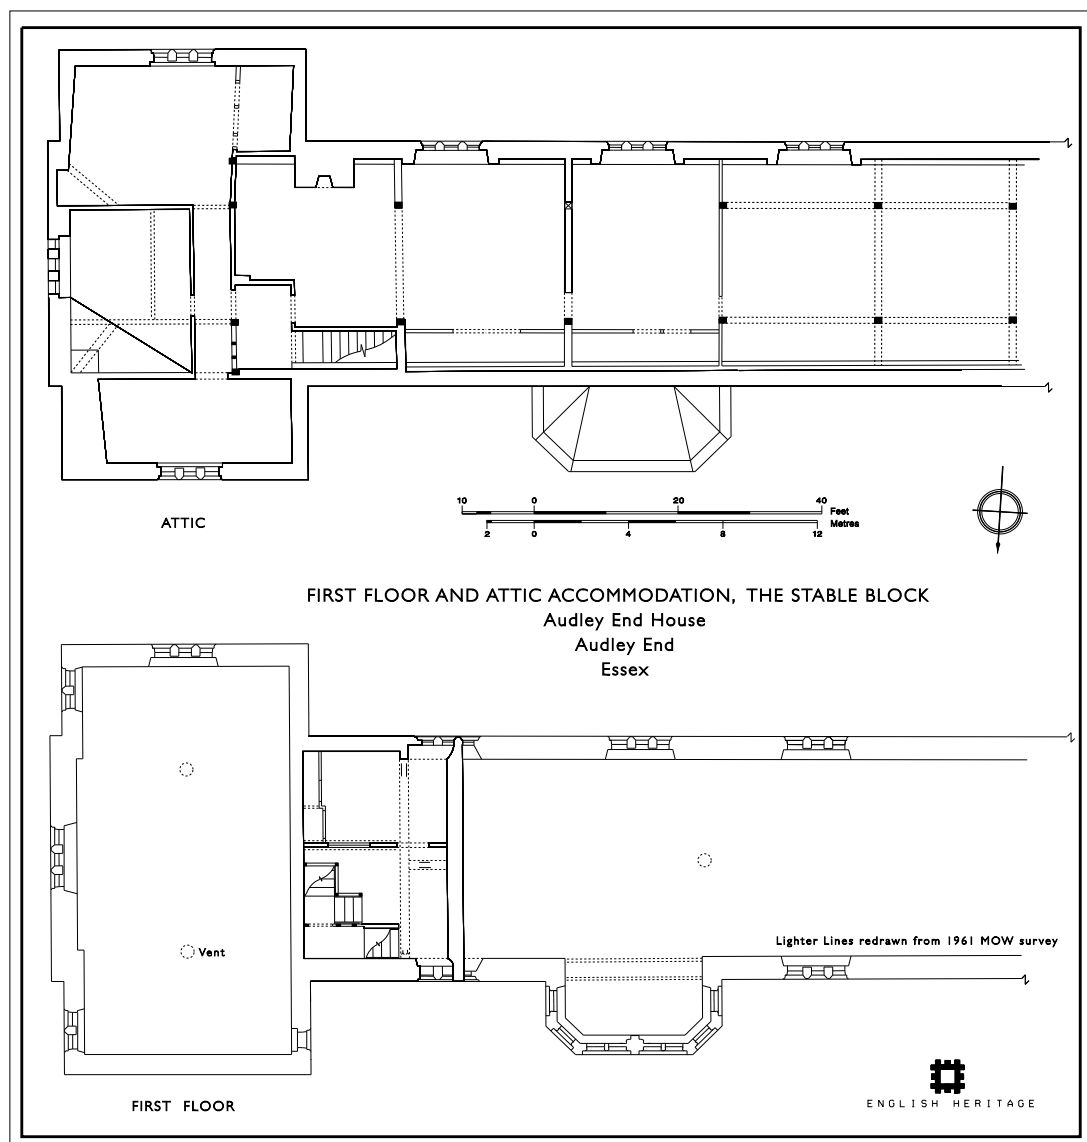 ATTIC
10 0 20 40 Feet
2 0 4 8 12 Metres
FIRST FLOOR AND ATTIC ACCOMMODATION, THE STABLE BLOCK
Audley End House
Audley End
Essex
Vent
Lighter Lines redrawn from 1961 MOW survey
FIRST FLOOR
ENGLISH HERITAGE